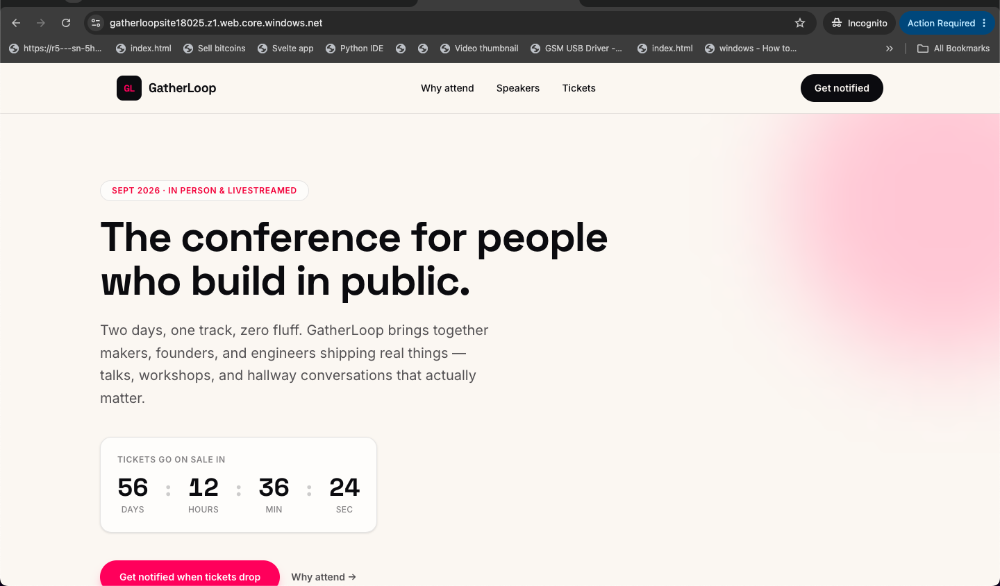 gatherloopsite18025.z1.web.core.windows.net
Incognito
Action Required
https://r5---sn-5h...
index.html
Sell bitcoins
Svelte app
Python IDE
Video thumbnail
GSM USB Driver -...
index.html
windows - How to...
All Bookmarks
GL
GatherLoop
Why attend
Speakers
Tickets
Get notified
SEPT 2026 · IN PERSON & LIVESTREAMED
The conference for people
who build in public.
Two days, one track, zero fluff. GatherLoop brings together
makers, founders, and engineers shipping real things —
talks, workshops, and hallway conversations that actually
matter.
TICKETS GO ON SALE IN
56 : 12 : 36 : 24
DAYS HOURS MIN SEC
Get notified when tickets drop
Why attend →